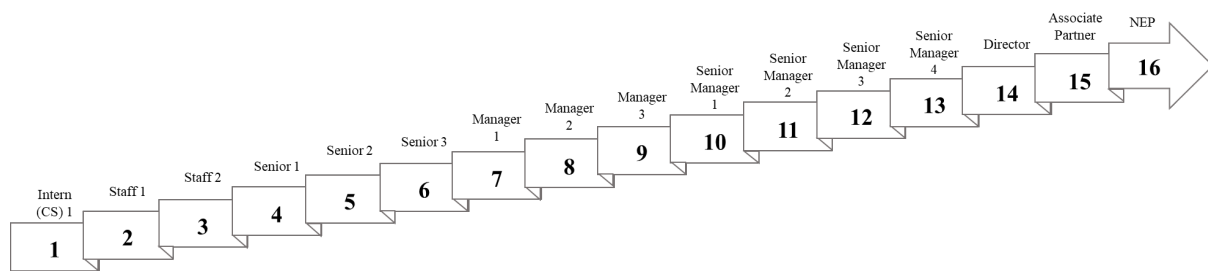 Intern
(CS) 1
1
Staff 1
2
Staff 2
3
Senior 1
4
Senior 2
5
Senior 3
6
Manager
1
7
Manager
2
8
Manager
3
9
Senior
Manager
1
10
Senior
Manager
2
11
Senior
Manager
3
12
Senior
Manager
4
13
Director
14
Associate
Partner
15
NEP
16